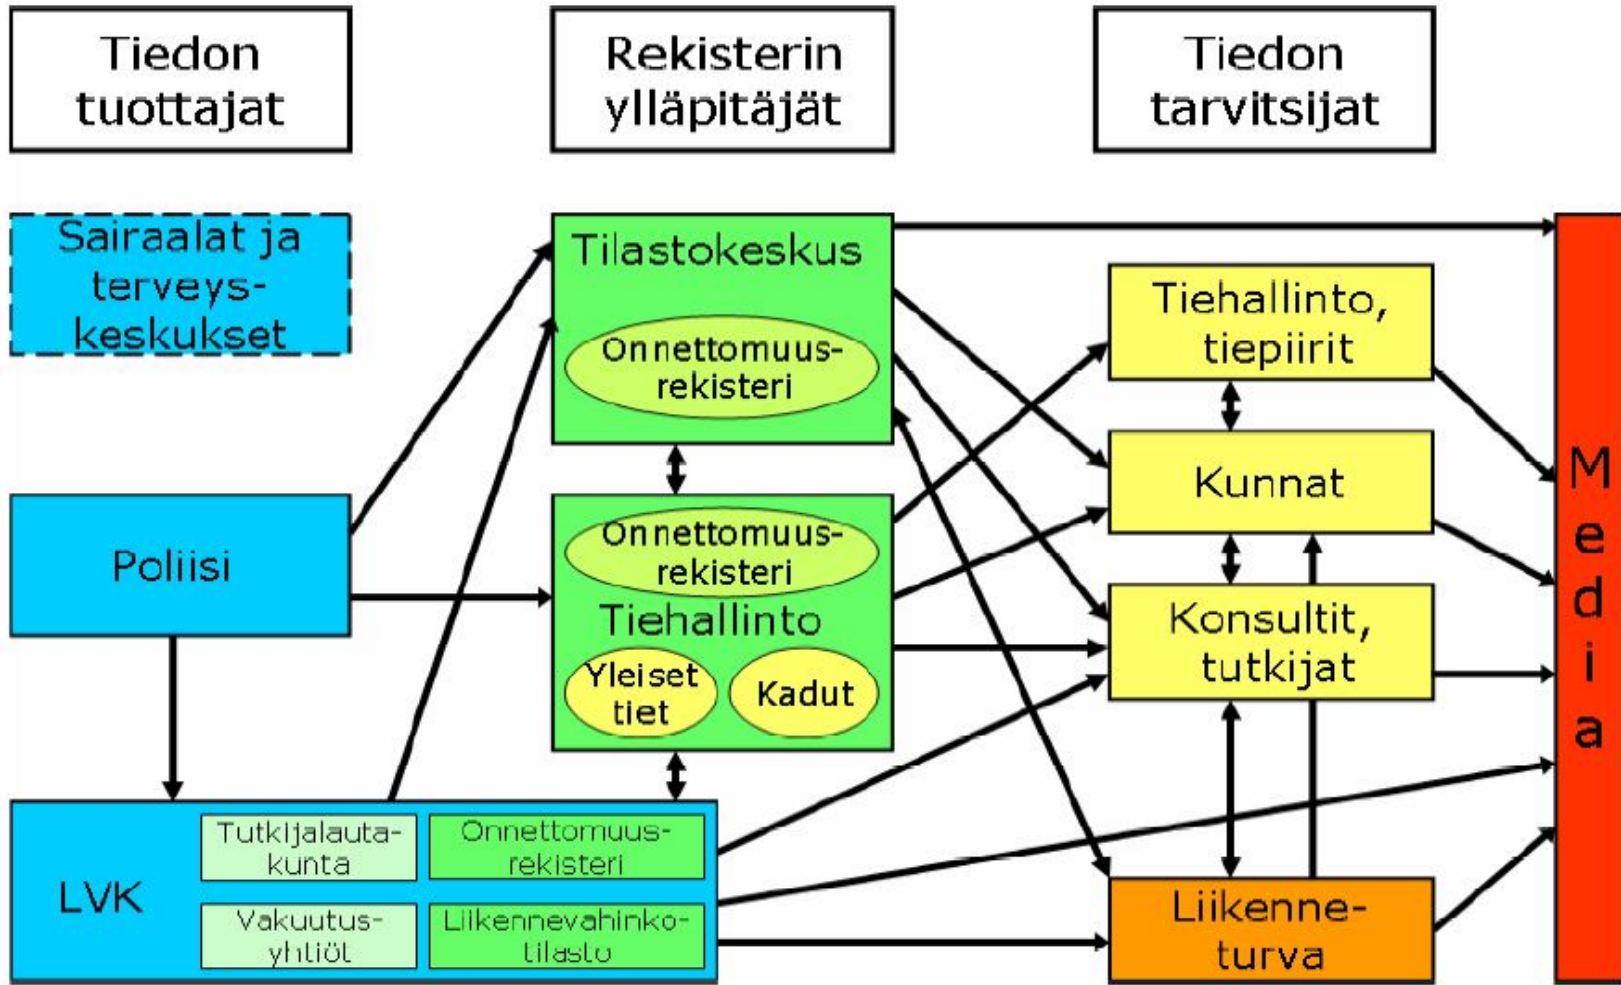 Tiedon
tuottajat
Rekisterin
ylläpitäjät
Tiedon
tarvitsijat
Sairaalat ja
terveys-
keskukset
Poliisi
LVK
Tutkijalauta-
kunta
Onnettomuus-
rekisteri
Vakuutus-
yhtiöt
Liikennevahinko-
tilasto
Tilastokeskus
Onnettomuus-
rekisteri
Onnettomuus-
rekisteri
Tiehallinto
Yleiset
tiet
Kadut
Tiehallinto,
tiepiirit
Kunnat
Konsultit,
tutkijat
Liikenne-
turva
Media